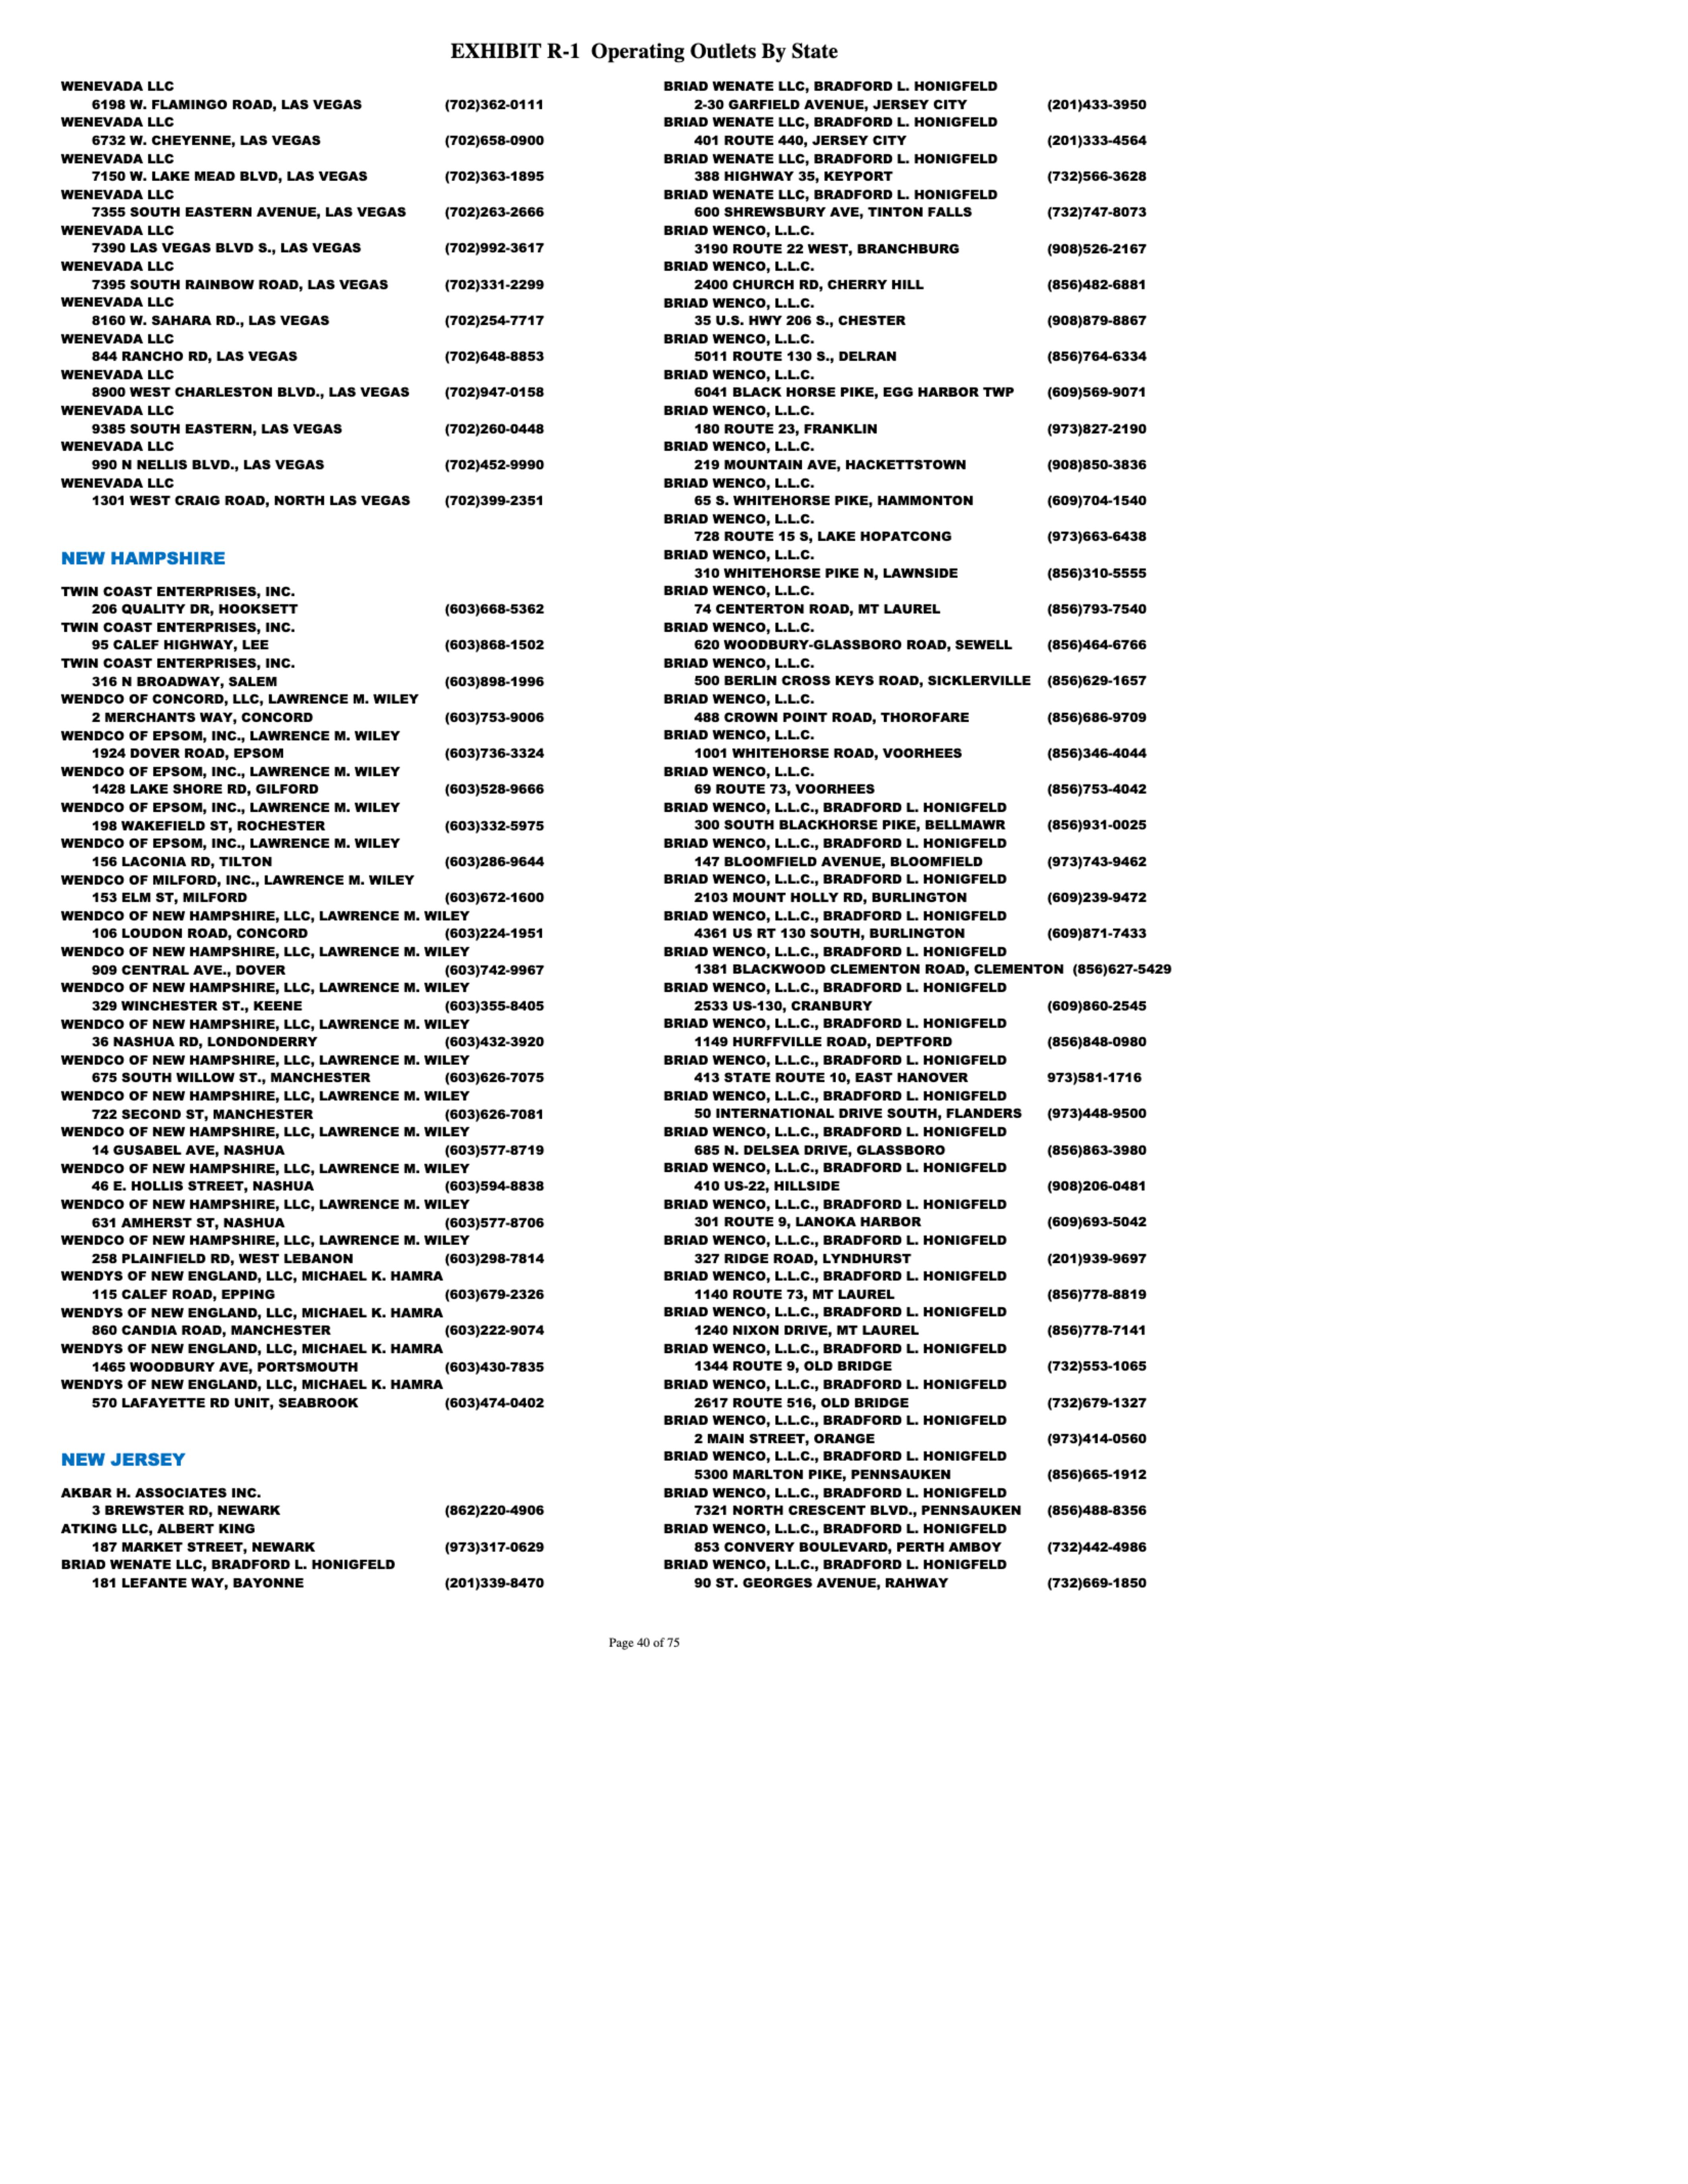 EXHIBIT R-1 Operating Outlets By State
WENEVADA LLC
6198 W. FLAMINGO ROAD, LAS VEGAS (702)362-0111
WENEVADA LLC
6732 W. CHEYENNE, LAS VEGAS (702)658-0900
WENEVADA LLC
7150 W. LAKE MEAD BLVD, LAS VEGAS (702)363-1895
WENEVADA LLC
7355 SOUTH EASTERN AVENUE, LAS VEGAS (702)263-2666
WENEVADA LLC
7390 LAS VEGAS BLVD S., LAS VEGAS (702)992-3617
WENEVADA LLC
7395 SOUTH RAINBOW ROAD, LAS VEGAS (702)331-2299
WENEVADA LLC
8160 W. SAHARA RD., LAS VEGAS (702)254-7717
WENEVADA LLC
844 RANCHO RD, LAS VEGAS (702)648-8853
WENEVADA LLC
8900 WEST CHARLESTON BLVD., LAS VEGAS (702)947-0158
WENEVADA LLC
9385 SOUTH EASTERN, LAS VEGAS (702)260-0448
WENEVADA LLC
990 N NELLIS BLVD., LAS VEGAS (702)452-9990
WENEVADA LLC
1301 WEST CRAIG ROAD, NORTH LAS VEGAS (702)399-2351
NEW HAMPSHIRE
TWIN COAST ENTERPRISES, INC.
206 QUALITY DR, HOOKSETT (603)668-5362
TWIN COAST ENTERPRISES, INC.
95 CALEF HIGHWAY, LEE (603)868-1502
TWIN COAST ENTERPRISES, INC.
316 N BROADWAY, SALEM (603)898-1996
WENDCO OF CONCORD, LLC, LAWRENCE M. WILEY
2 MERCHANTS WAY, CONCORD (603)753-9006
WENDCO OF EPSOM, INC., LAWRENCE M. WILEY
1924 DOVER ROAD, EPSOM (603)736-3324
WENDCO OF EPSOM, INC., LAWRENCE M. WILEY
1428 LAKE SHORE RD, GILFORD (603)528-9666
WENDCO OF EPSOM, INC., LAWRENCE M. WILEY
198 WAKEFIELD ST, ROCHESTER (603)332-5975
WENDCO OF EPSOM, INC., LAWRENCE M. WILEY
156 LACONIA RD, TILTON (603)286-9644
WENDCO OF MILFORD, INC., LAWRENCE M. WILEY
153 ELM ST, MILFORD (603)672-1600
WENDCO OF NEW HAMPSHIRE, LLC, LAWRENCE M. WILEY
106 LOUDON ROAD, CONCORD (603)224-1951
WENDCO OF NEW HAMPSHIRE, LLC, LAWRENCE M. WILEY
909 CENTRAL AVE., DOVER (603)742-9967
WENDCO OF NEW HAMPSHIRE, LLC, LAWRENCE M. WILEY
329 WINCHESTER ST., KEENE (603)355-8405
WENDCO OF NEW HAMPSHIRE, LLC, LAWRENCE M. WILEY
36 NASHUA RD, LONDONDERRY (603)432-3920
WENDCO OF NEW HAMPSHIRE, LLC, LAWRENCE M. WILEY
675 SOUTH WILLOW ST., MANCHESTER (603)626-7075
WENDCO OF NEW HAMPSHIRE, LLC, LAWRENCE M. WILEY
722 SECOND ST, MANCHESTER (603)626-7081
WENDCO OF NEW HAMPSHIRE, LLC, LAWRENCE M. WILEY
14 GUSABEL AVE, NASHUA (603)577-8719
WENDCO OF NEW HAMPSHIRE, LLC, LAWRENCE M. WILEY
46 E. HOLLIS STREET, NASHUA (603)594-8838
WENDCO OF NEW HAMPSHIRE, LLC, LAWRENCE M. WILEY
631 AMHERST ST, NASHUA (603)577-8706
WENDCO OF NEW HAMPSHIRE, LLC, LAWRENCE M. WILEY
258 PLAINFIELD RD, WEST LEBANON (603)298-7814
WENDYS OF NEW ENGLAND, LLC, MICHAEL K. HAMRA
115 CALEF ROAD, EPPING (603)679-2326
WENDYS OF NEW ENGLAND, LLC, MICHAEL K. HAMRA
860 CANDIA ROAD, MANCHESTER (603)222-9074
WENDYS OF NEW ENGLAND, LLC, MICHAEL K. HAMRA
1465 WOODBURY AVE, PORTSMOUTH (603)430-7835
WENDYS OF NEW ENGLAND, LLC, MICHAEL K. HAMRA
570 LAFAYETTE RD UNIT, SEABROOK (603)474-0402
NEW JERSEY
AKBAR H. ASSOCIATES INC.
3 BREWSTER RD, NEWARK (862)220-4906
ATKING LLC, ALBERT KING
187 MARKET STREET, NEWARK (973)317-0629
BRIAD WENATE LLC, BRADFORD L. HONIGFELD
181 LEFANTE WAY, BAYONNE (201)339-8470
BRIAD WENATE LLC, BRADFORD L. HONIGFELD
2-30 GARFIELD AVENUE, JERSEY CITY (201)433-3950
BRIAD WENATE LLC, BRADFORD L. HONIGFELD
401 ROUTE 440, JERSEY CITY (201)333-4564
BRIAD WENATE LLC, BRADFORD L. HONIGFELD
388 HIGHWAY 35, KEYPORT (732)566-3628
BRIAD WENATE LLC, BRADFORD L. HONIGFELD
600 SHREWSBURY AVE, TINTON FALLS (732)747-8073
BRIAD WENCO, L.L.C.
3190 ROUTE 22 WEST, BRANCHBURG (908)526-2167
BRIAD WENCO, L.L.C.
2400 CHURCH RD, CHERRY HILL (856)482-6881
BRIAD WENCO, L.L.C.
35 U.S. HWY 206 S., CHESTER (908)879-8867
BRIAD WENCO, L.L.C.
5011 ROUTE 130 S., DELRAN (856)764-6334
BRIAD WENCO, L.L.C.
6041 BLACK HORSE PIKE, EGG HARBOR TWP (609)569-9071
BRIAD WENCO, L.L.C.
180 ROUTE 23, FRANKLIN (973)827-2190
BRIAD WENCO, L.L.C.
219 MOUNTAIN AVE, HACKETTSTOWN (908)850-3836
BRIAD WENCO, L.L.C.
65 S. WHITEHORSE PIKE, HAMMONTON (609)704-1540
BRIAD WENCO, L.L.C.
728 ROUTE 15 S, LAKE HOPATCONG (973)663-6438
BRIAD WENCO, L.L.C.
310 WHITEHORSE PIKE N, LAWNSIDE (856)310-5555
BRIAD WENCO, L.L.C.
74 CENTERTON ROAD, MT LAUREL (856)793-7540
BRIAD WENCO, L.L.C.
620 WOODBURY-GLASSBORO ROAD, SEWELL (856)464-6766
BRIAD WENCO, L.L.C.
500 BERLIN CROSS KEYS ROAD, SICKLERVILLE (856)629-1657
BRIAD WENCO, L.L.C.
488 CROWN POINT ROAD, THOROFARE (856)686-9709
BRIAD WENCO, L.L.C.
1001 WHITEHORSE ROAD, VOORHEES (856)346-4044
BRIAD WENCO, L.L.C.
69 ROUTE 73, VOORHEES (856)753-4042
BRIAD WENCO, L.L.C., BRADFORD L. HONIGFELD
300 SOUTH BLACKHORSE PIKE, BELLMAWR (856)931-0025
BRIAD WENCO, L.L.C., BRADFORD L. HONIGFELD
147 BLOOMFIELD AVENUE, BLOOMFIELD (973)743-9462
BRIAD WENCO, L.L.C., BRADFORD L. HONIGFELD
2103 MOUNT HOLLY RD, BURLINGTON (609)239-9472
BRIAD WENCO, L.L.C., BRADFORD L. HONIGFELD
4361 US RT 130 SOUTH, BURLINGTON (609)871-7433
BRIAD WENCO, L.L.C., BRADFORD L. HONIGFELD
1381 BLACKWOOD CLEMENTON ROAD, CLEMENTON (856)627-5429
BRIAD WENCO, L.L.C., BRADFORD L. HONIGFELD
2533 US-130, CRANBURY (609)860-2545
BRIAD WENCO, L.L.C., BRADFORD L. HONIGFELD
1149 HURFFVILLE ROAD, DEPTFORD (856)848-0980
BRIAD WENCO, L.L.C., BRADFORD L. HONIGFELD
413 STATE ROUTE 10, EAST HANOVER 973)581-1716
BRIAD WENCO, L.L.C., BRADFORD L. HONIGFELD
50 INTERNATIONAL DRIVE SOUTH, FLANDERS (973)448-9500
BRIAD WENCO, L.L.C., BRADFORD L. HONIGFELD
685 N. DELSEA DRIVE, GLASSBORO (856)863-3980
BRIAD WENCO, L.L.C., BRADFORD L. HONIGFELD
410 US-22, HILLSIDE (908)206-0481
BRIAD WENCO, L.L.C., BRADFORD L. HONIGFELD
301 ROUTE 9, LANOKA HARBOR (609)693-5042
BRIAD WENCO, L.L.C., BRADFORD L. HONIGFELD
327 RIDGE ROAD, LYNDHURST (201)939-9697
BRIAD WENCO, L.L.C., BRADFORD L. HONIGFELD
1140 ROUTE 73, MT LAUREL (856)778-8819
BRIAD WENCO, L.L.C., BRADFORD L. HONIGFELD
1240 NIXON DRIVE, MT LAUREL (856)778-7141
BRIAD WENCO, L.L.C., BRADFORD L. HONIGFELD
1344 ROUTE 9, OLD BRIDGE (732)553-1065
BRIAD WENCO, L.L.C., BRADFORD L. HONIGFELD
2617 ROUTE 516, OLD BRIDGE (732)679-1327
BRIAD WENCO, L.L.C., BRADFORD L. HONIGFELD
2 MAIN STREET, ORANGE (973)414-0560
BRIAD WENCO, L.L.C., BRADFORD L. HONIGFELD
5300 MARLTON PIKE, PENNSAUKEN (856)665-1912
BRIAD WENCO, L.L.C., BRADFORD L. HONIGFELD
7321 NORTH CRESCENT BLVD., PENNSAUKEN (856)488-8356
BRIAD WENCO, L.L.C., BRADFORD L. HONIGFELD
853 CONVERY BOULEVARD, PERTH AMBOY (732)442-4986
BRIAD WENCO, L.L.C., BRADFORD L. HONIGFELD
90 ST. GEORGES AVENUE, RAHWAY (732)669-1850
Page 40 of 75